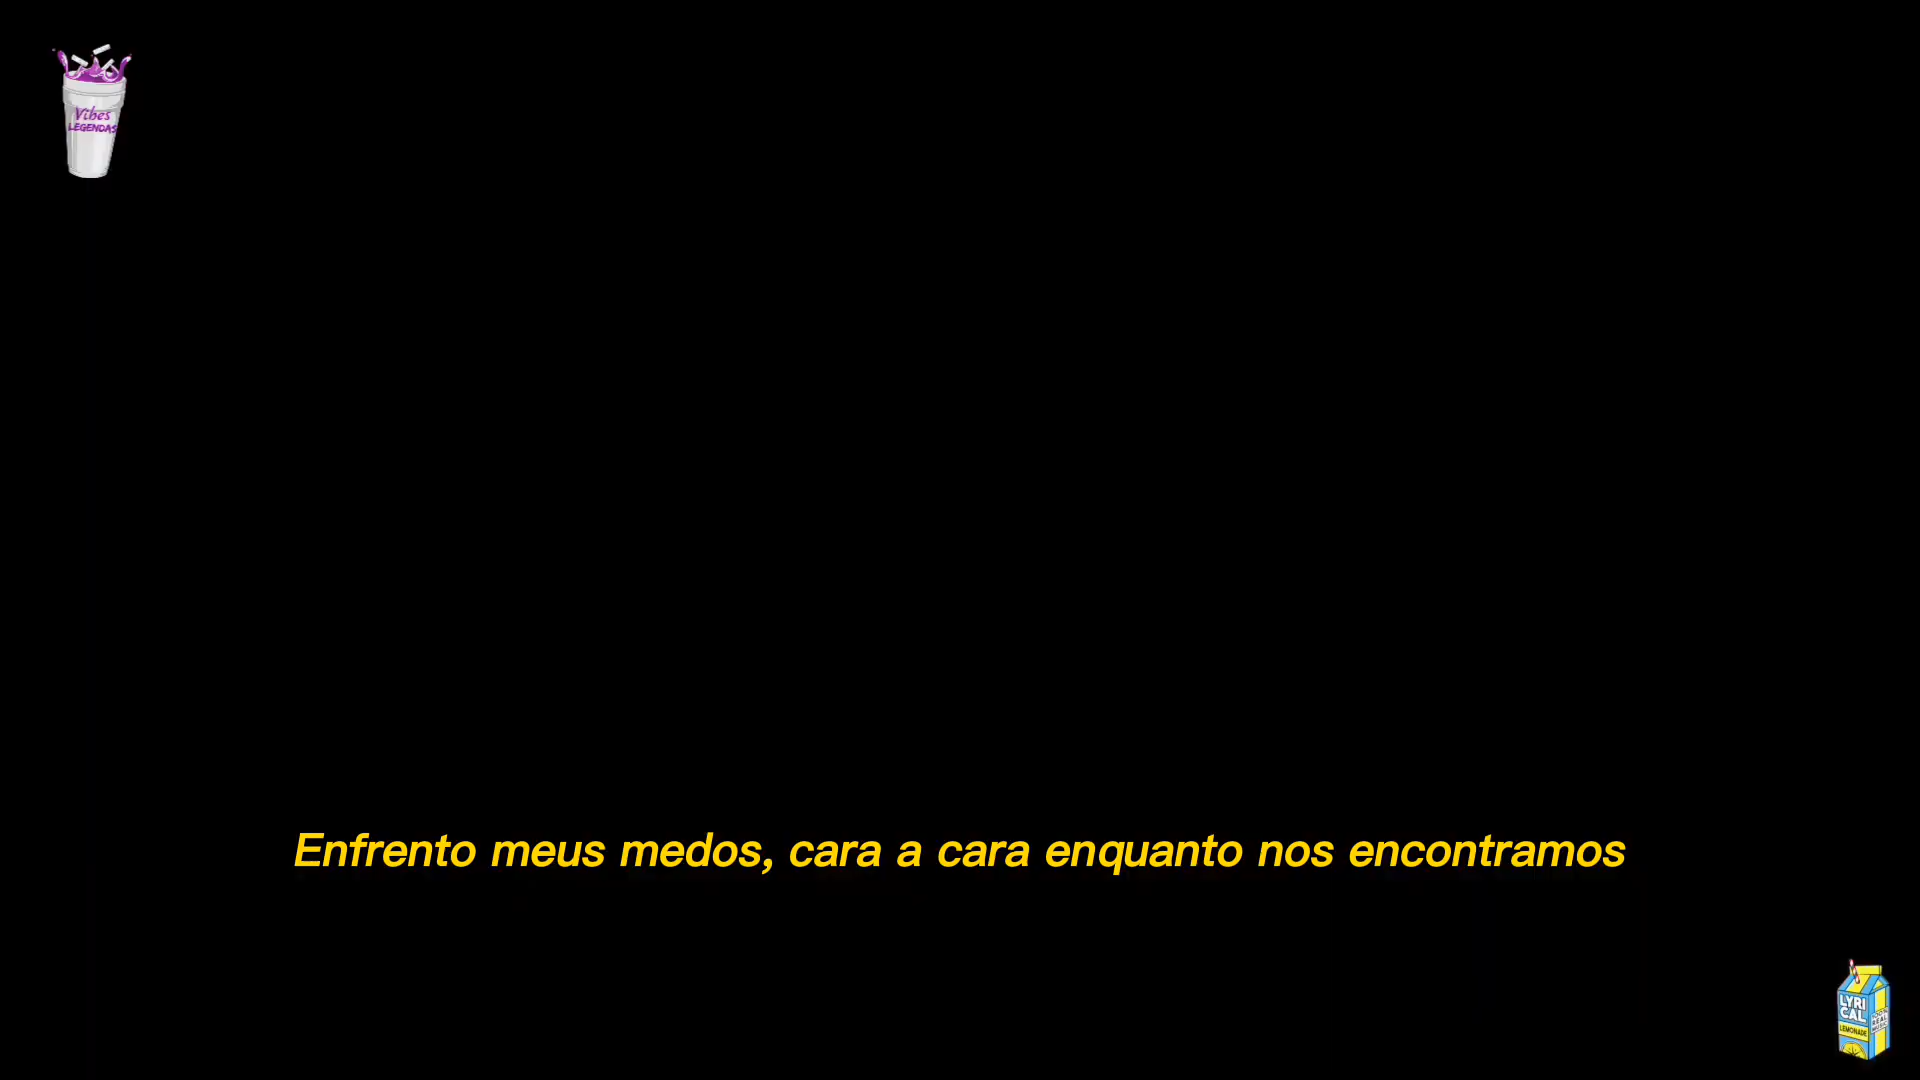 Vibes
LEGENDAS
Enfrento meus medos, cara a cara enquanto nos encontramos
LYRI
CAL
LEMONADE